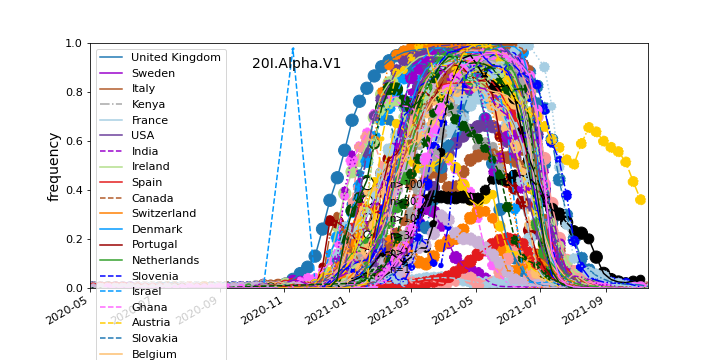 1.0
0.8
0.6
0.4
0.2
0.0
frequency
20I.Alpha.V1
United Kingdom
Sweden
Italy
Kenya
France
USA
India
Ireland
Spain
Canada
Switzerland
Denmark
Portugal
Netherlands
Slovenia
Israel
Ghana
Austria
Slovakia
Belgium
n>100
2020-05
2020-09
2020-11
2021-01
2021-03
2021-05
2021-07
2021-09